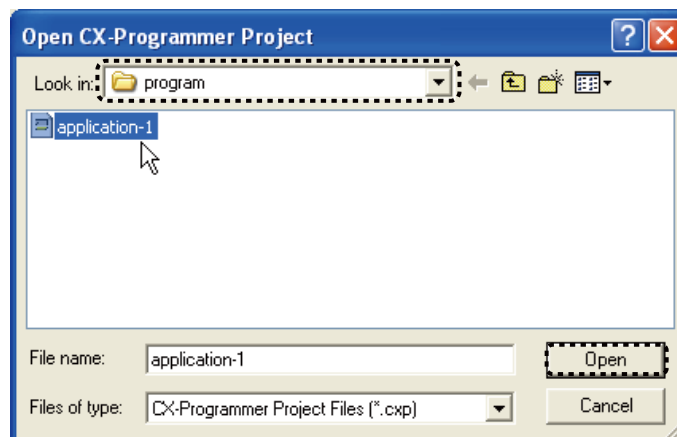 Open CX-Programmer Project
Look in: program
application-1
File name: application-1 Open
Files of type: CX-Programmer Project Files (*.cxp) Cancel